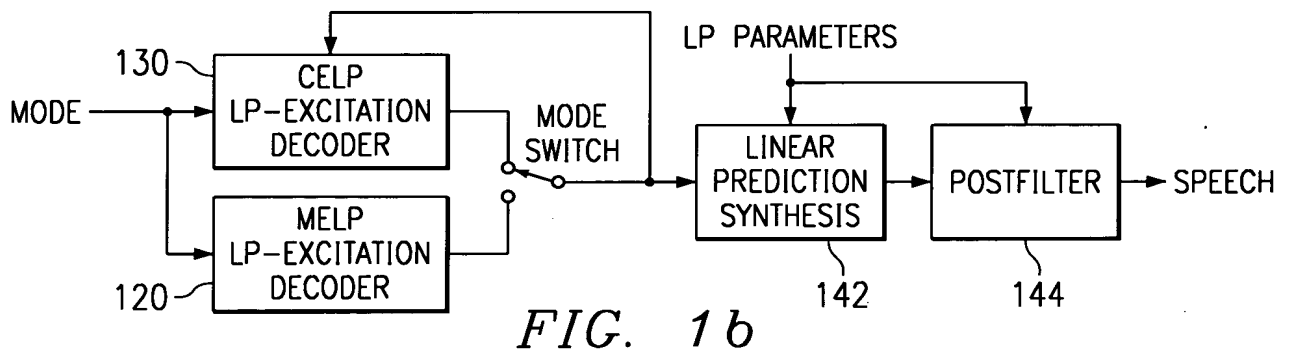 LP PARAMETERS
130
CELP
LP-EXCITATION
DECODER
MODE
MODE
SWITCH
LINEAR
PREDICTION
SYNTHESIS
POSTFILTER
SPEECH
MELP
LP-EXCITATION
DECODER
120
142
144
FIG. 1b